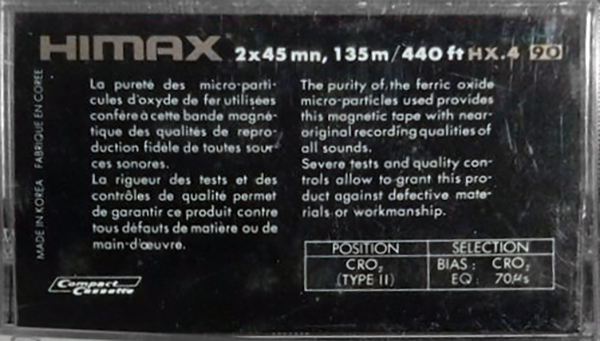 HIMAX 2x45 mn, 135 m/440 ft HX.4 90
La pureté des micro-parti-
cules d'oxyde de fer utilisées
confère à cette bande magné-
tique des qualités de repro-
duction fidèle de toutes sour
ces sonores.
La rigueur des tests et des
contrôles de qualité permet
de garantir ce produit contre
tous défauts de matière ou de
main-d'œuvre.
The purity of the ferric oxide
micro-particles used provides
this magnetic tape with near-
original recording qualities of
all sounds.
Severe tests and quality con-
trols allow to grant this pro-
duct against defective mate-
rials or workmanship.
MADE IN KOREA FABRIQUE EN COREE
POSITION SELECTION
CRO₂ BIAS : CRO₂
(TYPE II) EQ : 70µs
Compact
Cassette